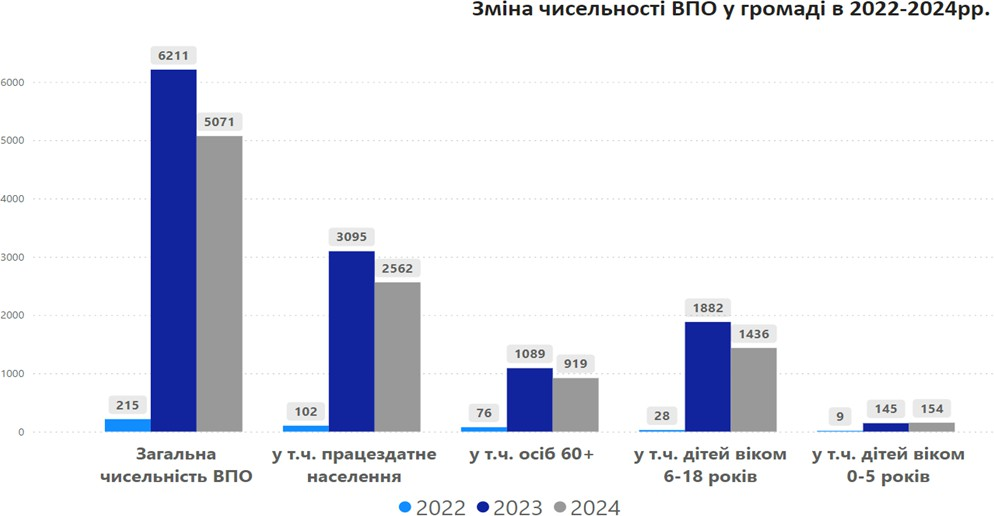 Зміна чисельності ВПО у громаді в 2022-2024рр.
6211
6000
5071
5000
4000
3095
3000
2562
2000
1882
1436
1089
1000
919
215
102
76
28
9
145
154
0
Загальна
чисельність ВПО
у т.ч. працездатне
населення
у т.ч. осіб 60+
у т.ч. дітей віком
6-18 років
у т.ч. дітей віком
0-5 років
2022 2023 2024